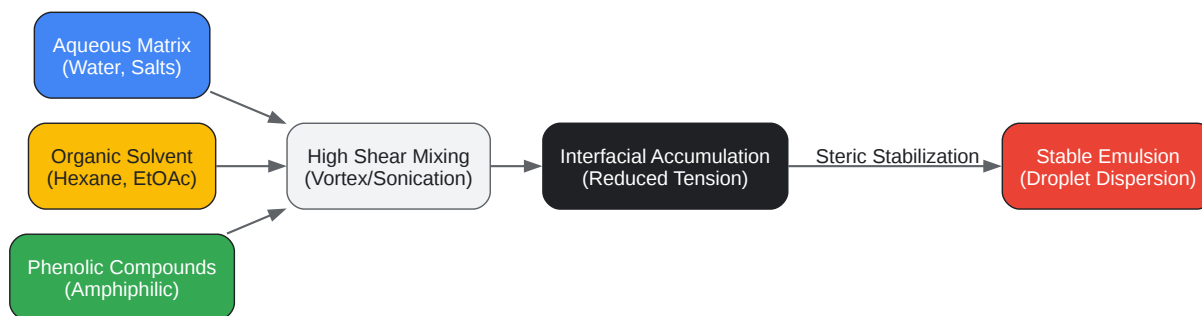 Aqueous Matrix
(Water, Salts)
Organic Solvent
(Hexane, EtOAc)
Phenolic Compounds
(Amphiphilic)
High Shear Mixing
(Vortex/Sonication)
Interfacial Accumulation
(Reduced Tension)
Steric Stabilization
Stable Emulsion
(Droplet Dispersion)